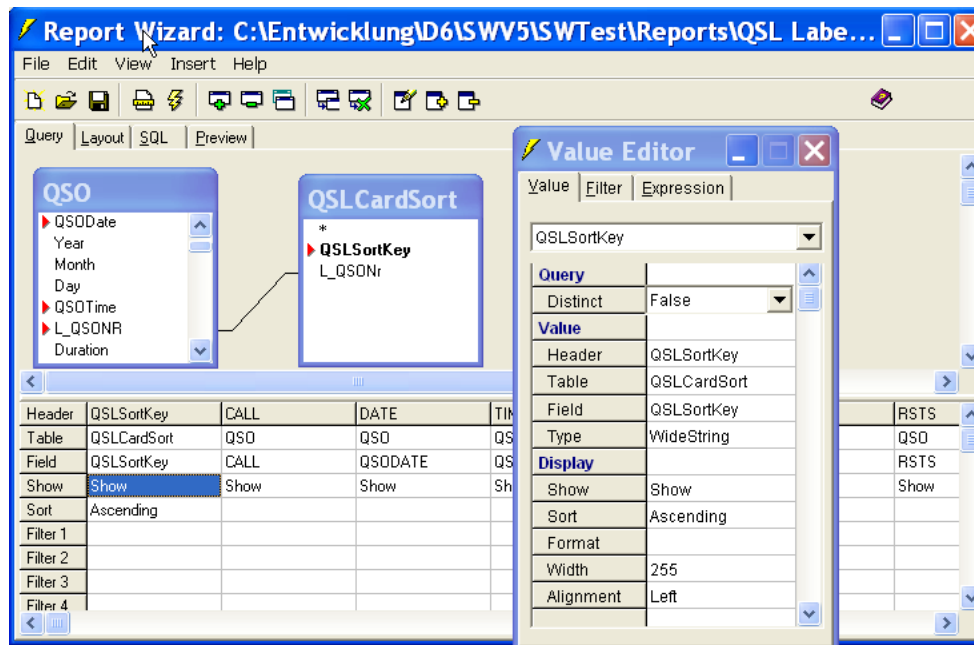 Report Wizard: C:\Entwicklung\D6\SWV5\SWTest\Reports\QSL Labe...
File Edit View Insert Help
Query Layout SQL Preview
QSO
QSODate
Year
Month
Day
QSOTime
L_QSONR
Duration
QSLCardSort
*
QSLSortKey
L_QSONr
Header QSLSortKey CALL DATE RSTS
Table QSLCardSort QSO QSO QSO
Field QSLSortKey CALL QSODATE RSTS
Show Show Show Show Show
Sort Ascending
Filter 1
Filter 2
Filter 3
Filter 4
Value Editor
Value Filter Expression
QSLSortKey
Query
Distinct False
Value
Header QSLSortKey
Table QSLCardSort
Field QSLSortKey
Type WideString
Display
Show Show
Sort Ascending
Format
Width 255
Alignment Left